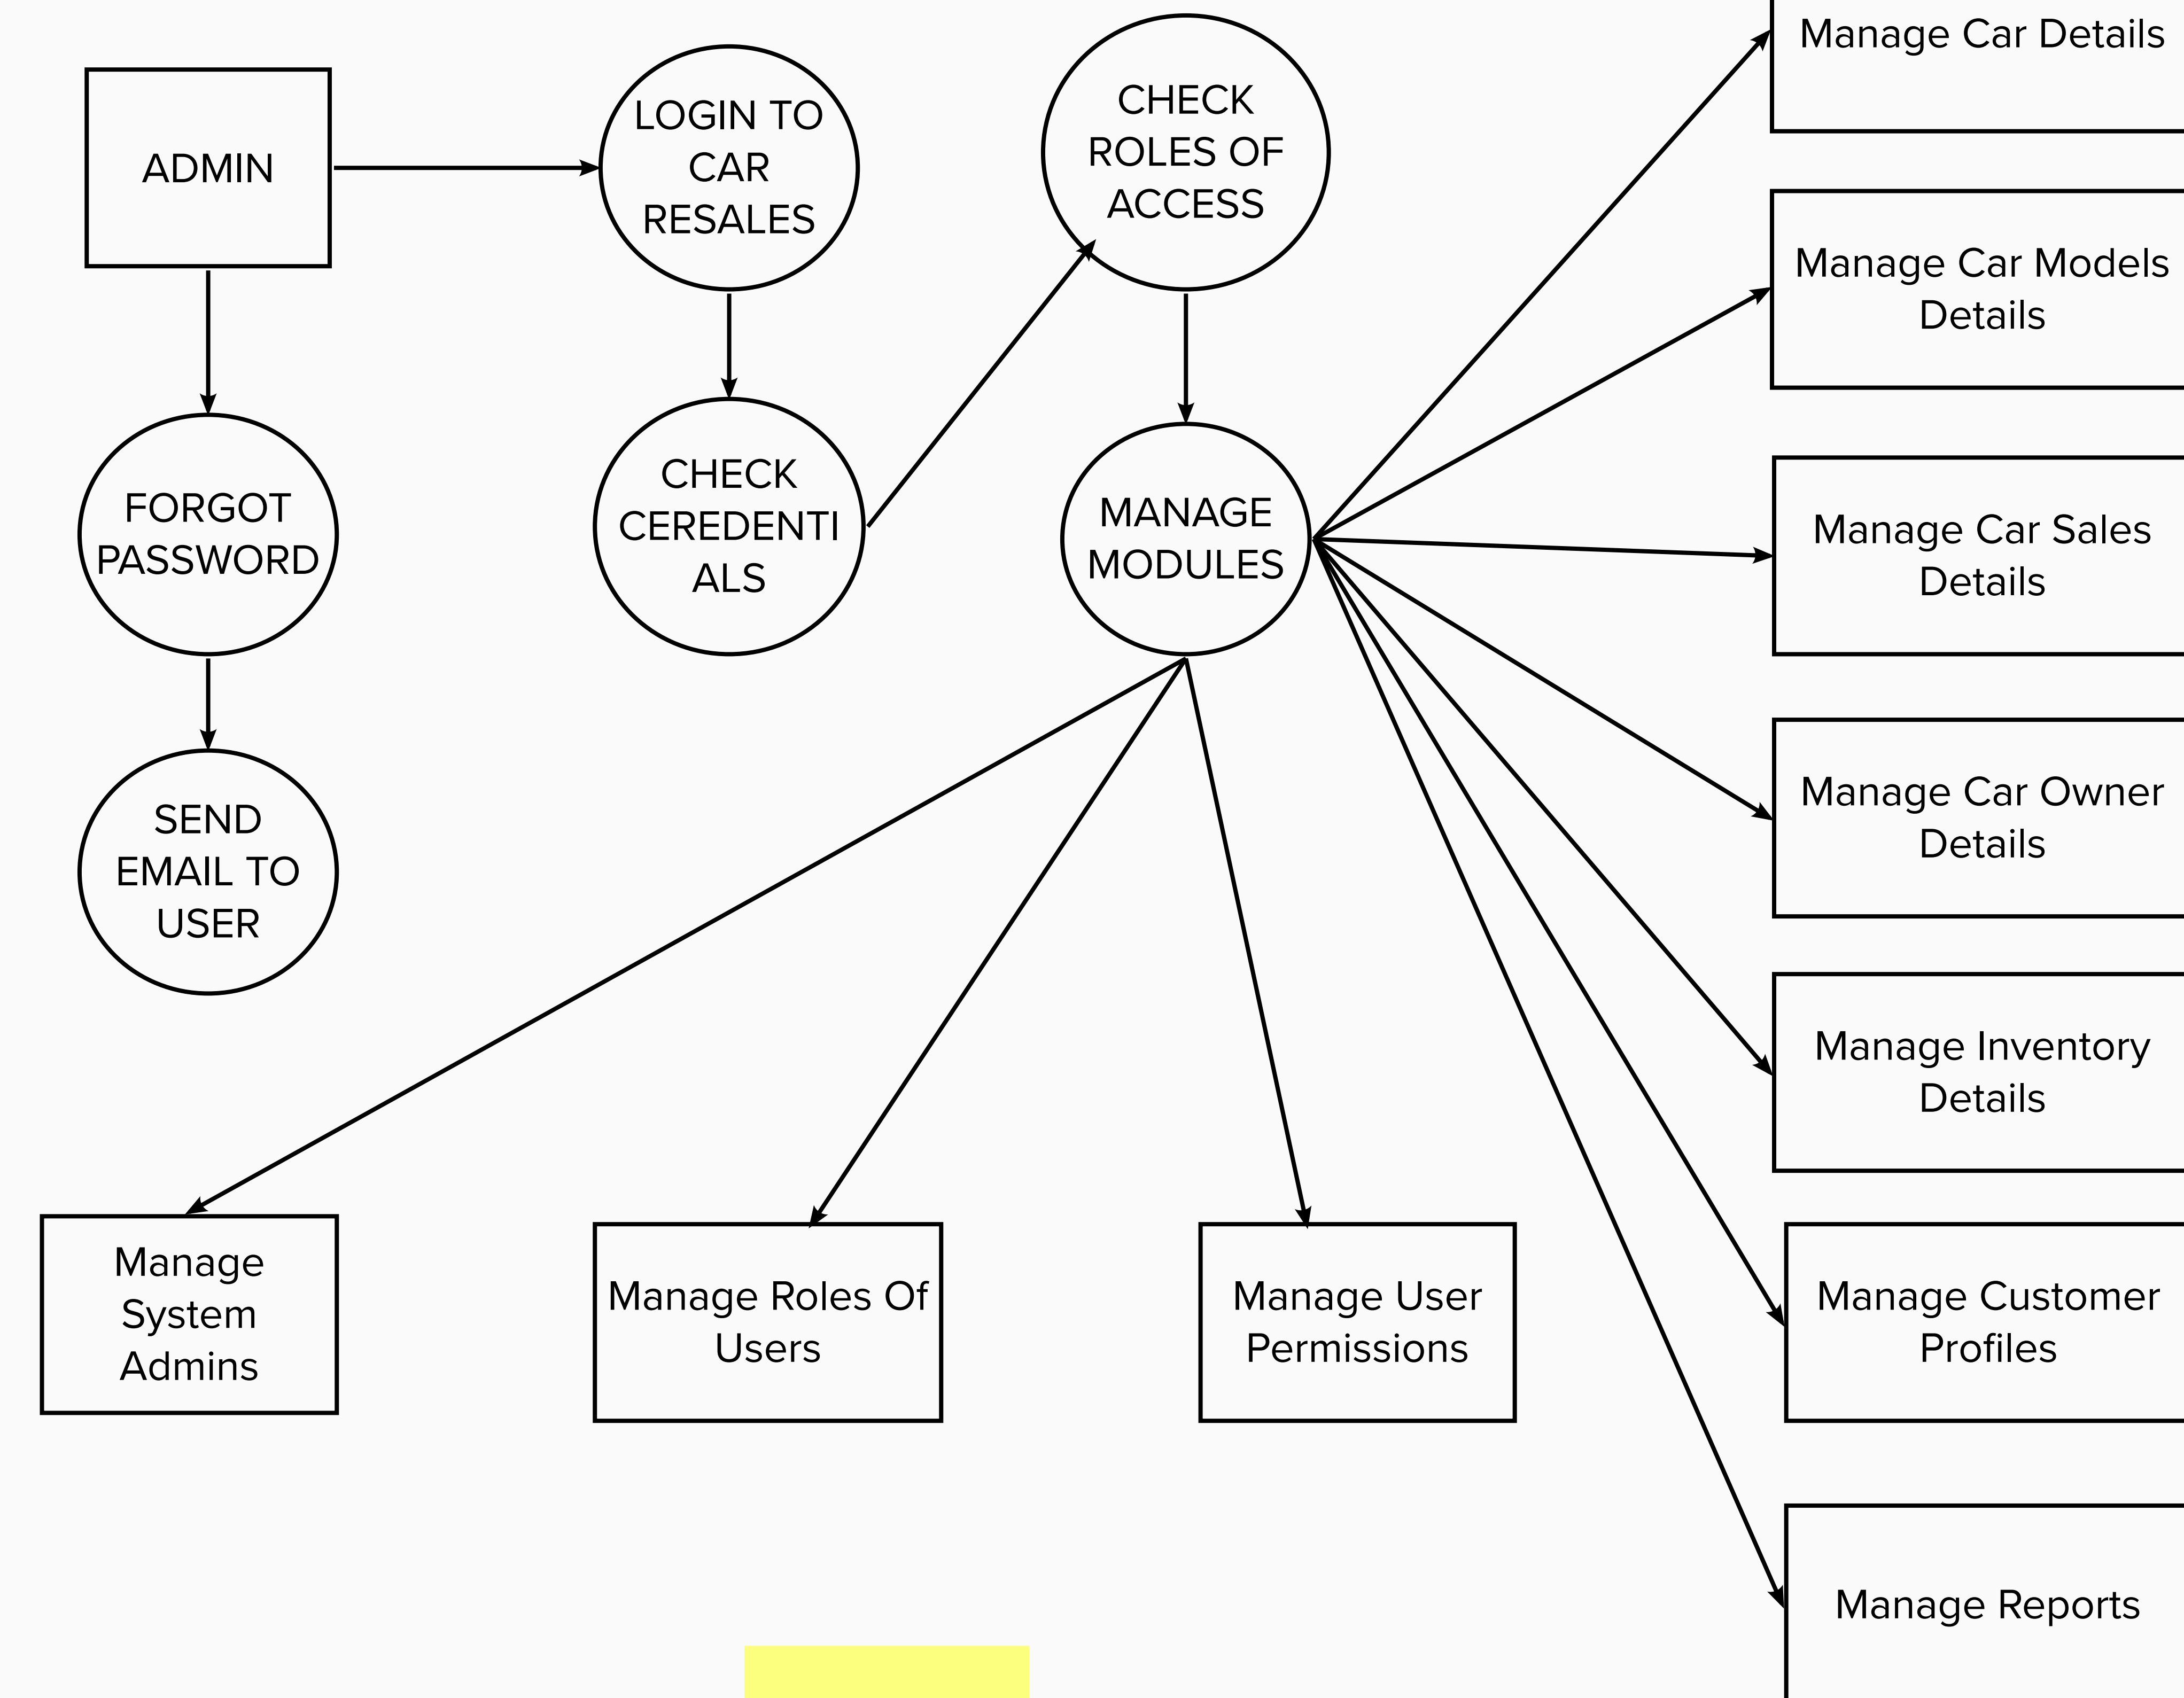 ADMIN
LOGIN TO
CAR
RESALES
CHECK
ROLES OF
ACCESS
Manage Car Details
Manage Car Models
Details
FORGOT
PASSWORD
CHECK
CEREDENTI
ALS
MANAGE
MODULES
Manage Car Sales
Details
SEND
EMAIL TO
USER
Manage Car Owner
Details
Manage Inventory
Details
Manage
System
Admins
Manage Roles Of
Users
Manage User
Permissions
Manage Customer
Profiles
Manage Reports